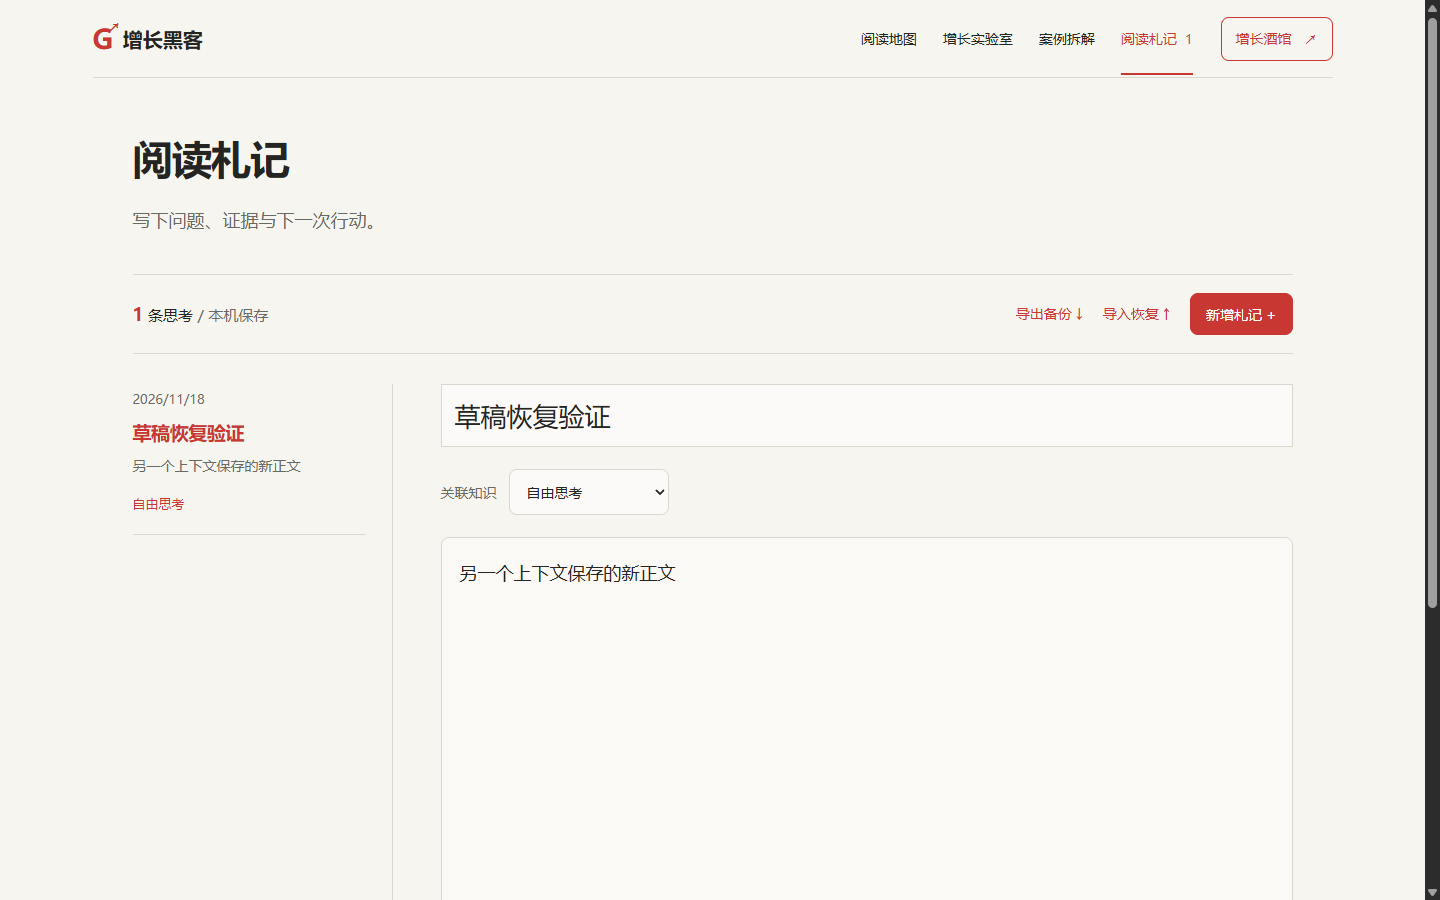 G 增长黑客
阅读地图 增长实验室 案例拆解 阅读札记 1 增长酒馆 ↗
阅读札记
写下问题、证据与下一次行动。
1 条思考 / 本机保存
导出备份 ↓ 导入恢复 ↑ 新增札记 +
2026/11/18
草稿恢复验证
另一个上下文保存的新正文
自由思考
草稿恢复验证
关联知识 自由思考
另一个上下文保存的新正文